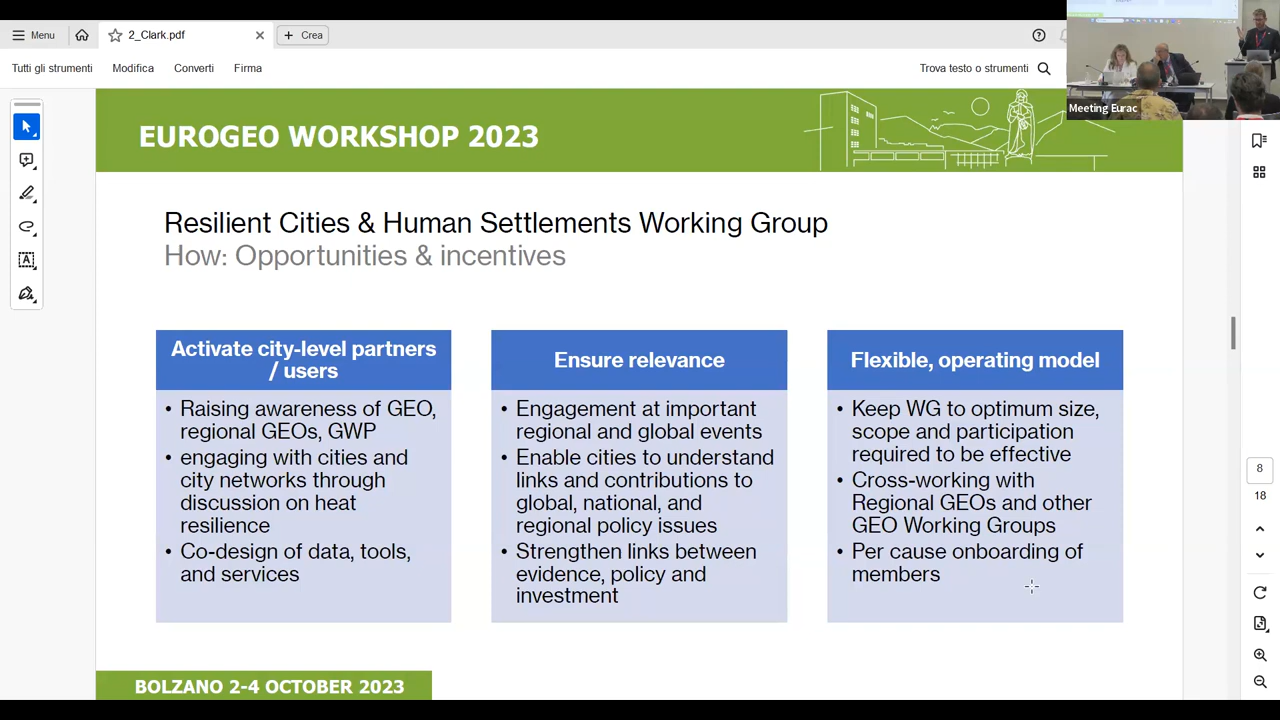 Menu
2_Clark.pdf
Crea
Tutti gli strumenti
Modifica
Converti
Firma
Trova testo o strumenti
Meeting Eurac
EUROGEO WORKSHOP 2023
Resilient Cities & Human Settlements Working Group
How: Opportunities & incentives
Activate city-level partners
/ users
• Raising awareness of GEO,
regional GEOs, GWP
• engaging with cities and
city networks through
discussion on heat
resilience
• Co-design of data, tools,
and services
Ensure relevance
• Engagement at important
regional and global events
• Enable cities to understand
links and contributions to
global, national, and
regional policy issues
• Strengthen links between
evidence, policy and
investment
Flexible, operating model
• Keep WG to optimum size,
scope and participation
required to be effective
• Cross-working with
Regional GEOs and other
GEO Working Groups
• Per cause onboarding of
members
8
18
BOLZANO 2-4 OCTOBER 2023